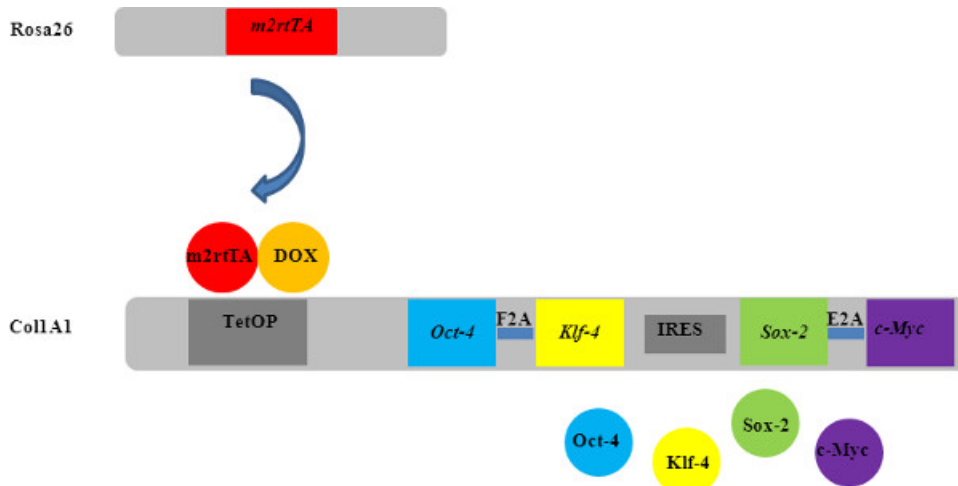 Rosa26
m2rtTA
m2rtTA
DOX
Col1A1
TetOP
Oct-4
F2A
Klf-4
IRES
Sox-2
E2A
c-Myc
Oct-4
Klf-4
Sox-2
c-Myc